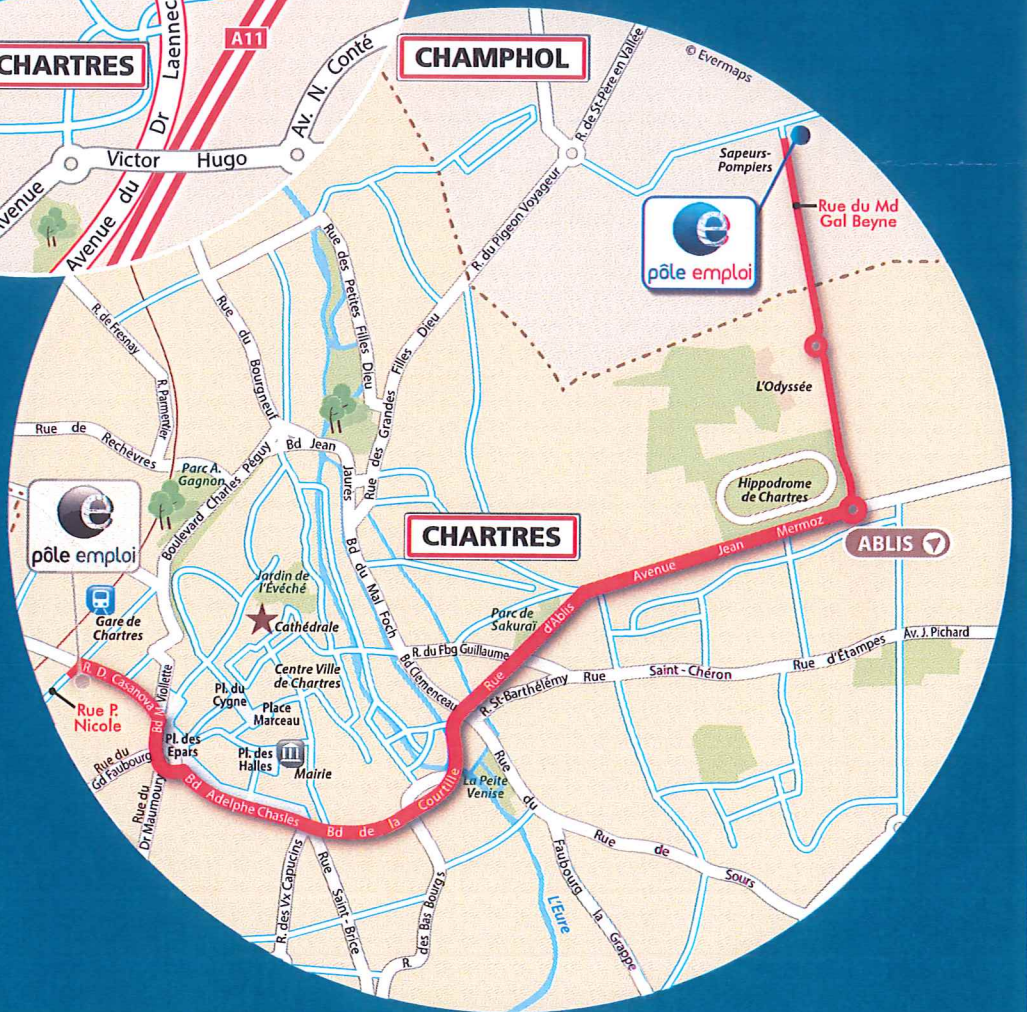 CHARTRES
A11
Laennec
Dr
Avenue du
Victor Hugo
Av. N. Conté
CHAMPHOL
R. de St-Père en Vallée
© Evermaps
Sapeurs-
Pompiers
Rue du Md
Gal Beyne
pôle emploi
R. du Pigeon Voyageur
Rue des Petites Filles Dieu
Rue des Grandes Filles Dieu
R. de Fresnay
R. Parmentier
Rue du Bourgneuf
Rue de Rechèvres
Parc A.
Gagnon
Boulevard Charles Péguy
Bd Jean Jaurès
L'Odyssée
Hippodrome
de Chartres
CHARTRES
ABLIS
Avenue Jean Mermoz
pôle emploi
Gare de
Chartres
Jardin de
l'Évêché
Cathédrale
Bd du Mal Foch
Bd Clemenceau
Parc de
Sakuraï
Rue d'Ablis
R. du Fbg Guillaume
R. St-Barthélémy
Rue Saint-Chéron
Rue d'Étampes
Av. J. Pichard
Centre Ville
de Chartres
Pl. du
Cygne
Place
Marceau
R. D. Casanova
Rue P.
Nicole
Pl. des
Epars
Pl. des
Halles
Mairie
Rue du
Gd Faubourg
Rue du
Dr Maumoury
Bd Adelphe Chasles
Bd de la Courtille
La Peite
Venise
Rue du Faubourg la Grappe
Rue de Sours
R. des Vx Capucins
Rue Saint-Brice
R. des Bas Bourgs
L'Eure